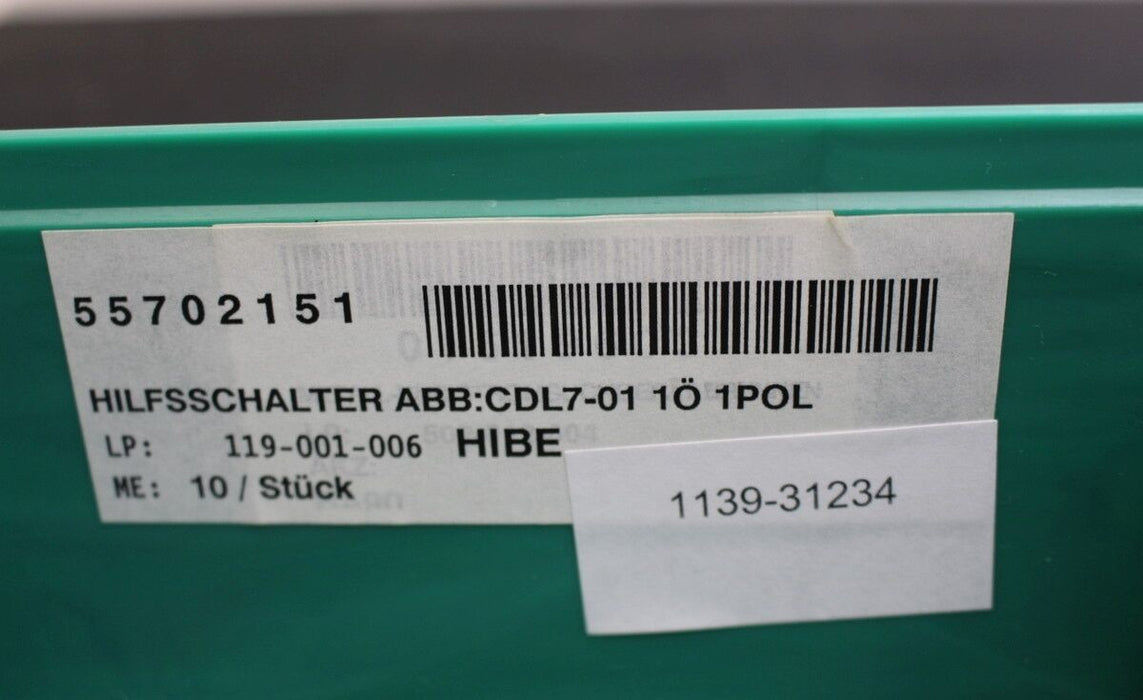 55702151
HILFSSCHALTER ABB:CDL7-01 1Ö 1POL
LP: 119-001-006 HIBE
ME: 10 / Stück
1139-31234